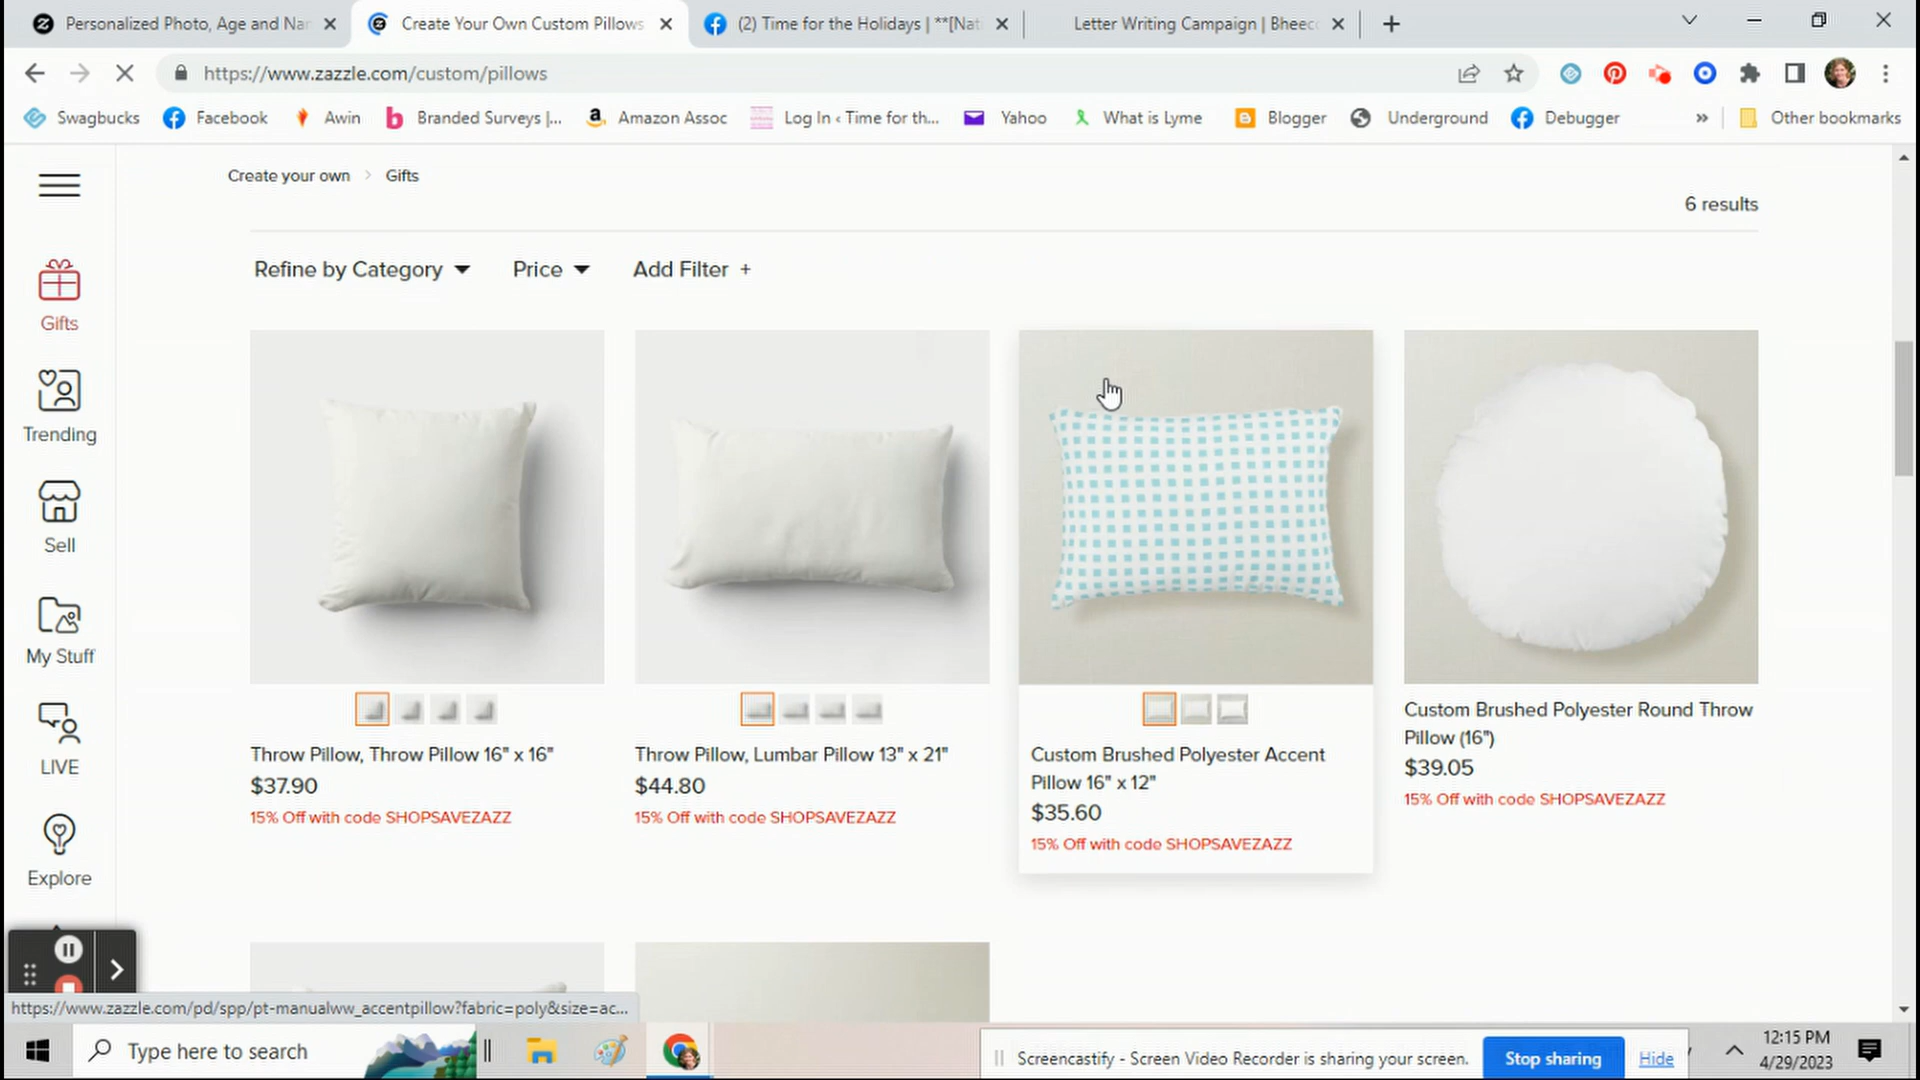 Personalized Photo, Age and Nar
Create Your Own Custom Pillows
(2) Time for the Holidays | **[Nat
Letter Writing Campaign | Bheec
https://www.zazzle.com/custom/pillows
Swagbucks
Facebook
Awin
Branded Surveys |...
Amazon Assoc
Log In ‹ Time for th...
Yahoo
What is Lyme
Blogger
Underground
Debugger
»
Other bookmarks
Create your own > Gifts
6 results
Refine by Category
Price
Add Filter +
Gifts
Trending
Sell
My Stuff
LIVE
Explore
Throw Pillow, Throw Pillow 16" x 16"
$37.90
15% Off with code SHOPSAVEZAZZ
Throw Pillow, Lumbar Pillow 13" x 21"
$44.80
15% Off with code SHOPSAVEZAZZ
Custom Brushed Polyester Accent
Pillow 16" x 12"
$35.60
15% Off with code SHOPSAVEZAZZ
Custom Brushed Polyester Round Throw
Pillow (16")
$39.05
15% Off with code SHOPSAVEZAZZ
https://www.zazzle.com/pd/spp/pt-manualww_accentpillow?fabric=poly&size=ac...
Type here to search
Screencastify - Screen Video Recorder is sharing your screen.
Stop sharing
Hide
12:15 PM
4/29/2023